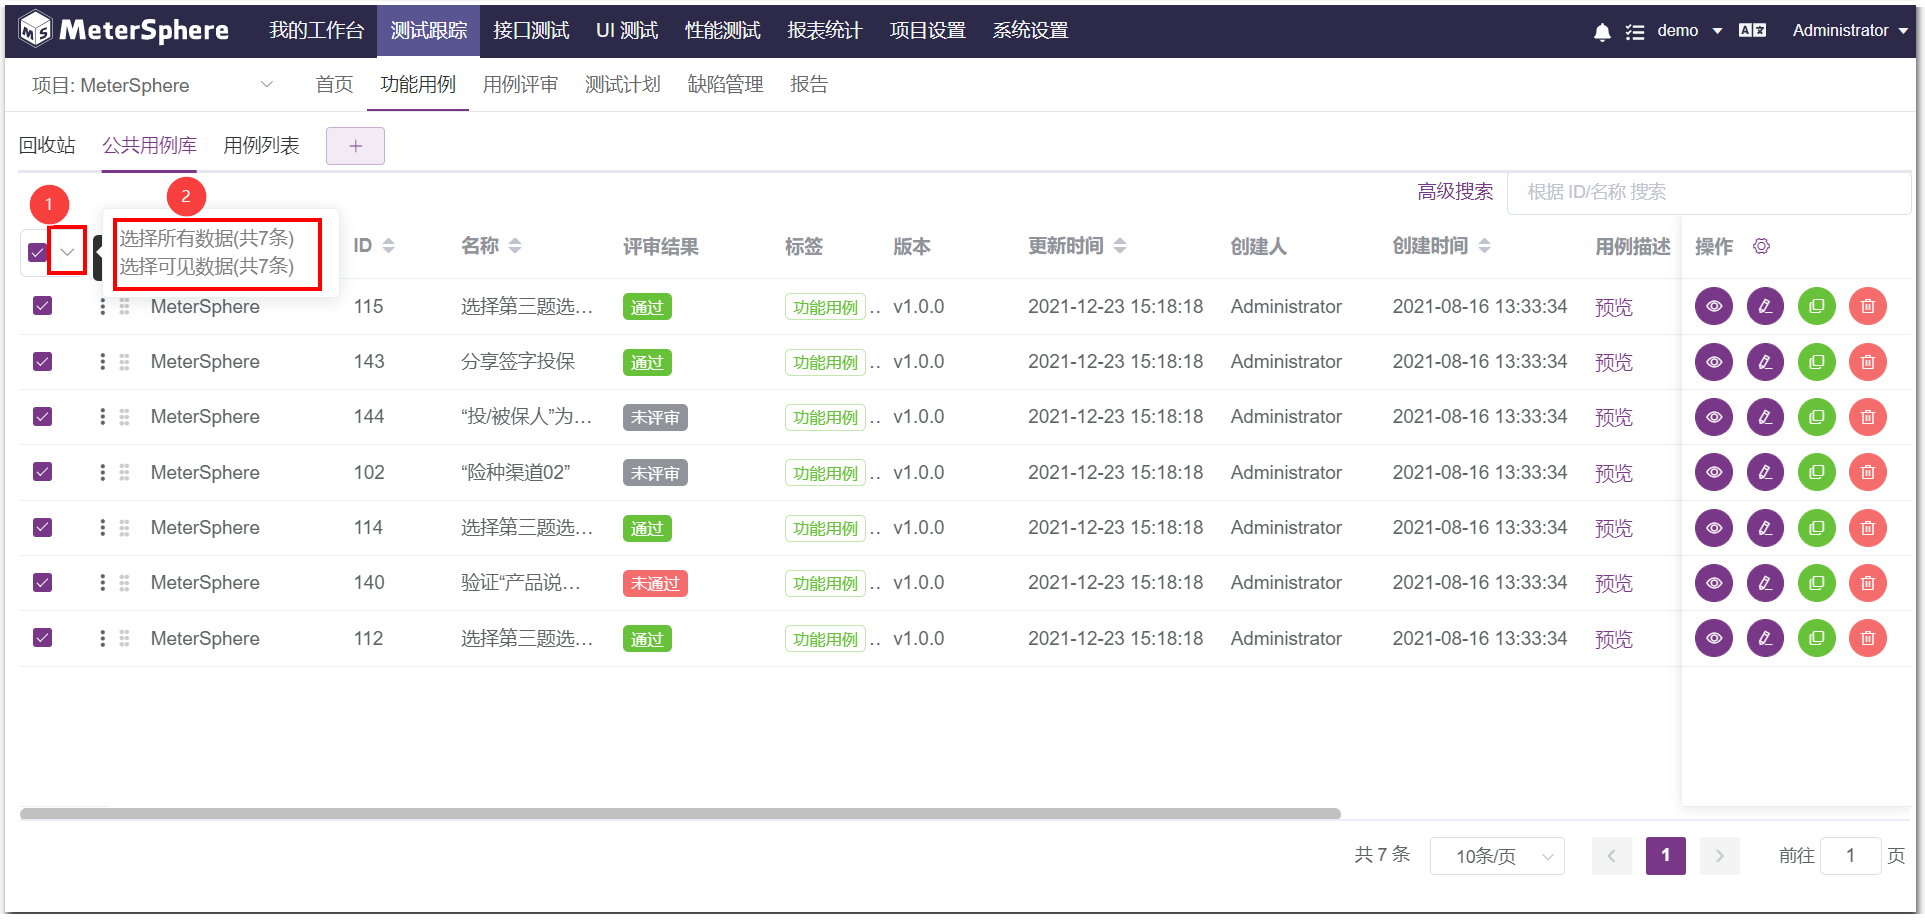 MeterSphere 我的工作台 测试跟踪 接口测试 UI 测试 性能测试 报表统计 项目设置 系统设置 demo Administrator
项目: MeterSphere 首页 功能用例 用例评审 测试计划 缺陷管理 报告
回收站 公共用例库 用例列表 +
1 2 高级搜索 根据 ID/名称 搜索
选择所有数据(共7条)
选择可见数据(共7条)
ID 名称 评审结果 标签 版本 更新时间 创建人 创建时间 用例描述 操作
MeterSphere 115 选择第三题选... 通过 功能用例 .. v1.0.0 2021-12-23 15:18:18 Administrator 2021-08-16 13:33:34 预览
MeterSphere 143 分享签字投保 通过 功能用例 .. v1.0.0 2021-12-23 15:18:18 Administrator 2021-08-16 13:33:34 预览
MeterSphere 144 “投/被保人”为... 未评审 功能用例 .. v1.0.0 2021-12-23 15:18:18 Administrator 2021-08-16 13:33:34 预览
MeterSphere 102 “险种渠道02” 未评审 功能用例 .. v1.0.0 2021-12-23 15:18:18 Administrator 2021-08-16 13:33:34 预览
MeterSphere 114 选择第三题选... 通过 功能用例 .. v1.0.0 2021-12-23 15:18:18 Administrator 2021-08-16 13:33:34 预览
MeterSphere 140 验证“产品说... 未通过 功能用例 .. v1.0.0 2021-12-23 15:18:18 Administrator 2021-08-16 13:33:34 预览
MeterSphere 112 选择第三题选... 通过 功能用例 .. v1.0.0 2021-12-23 15:18:18 Administrator 2021-08-16 13:33:34 预览
共 7 条 10条/页 1 前往 1 页